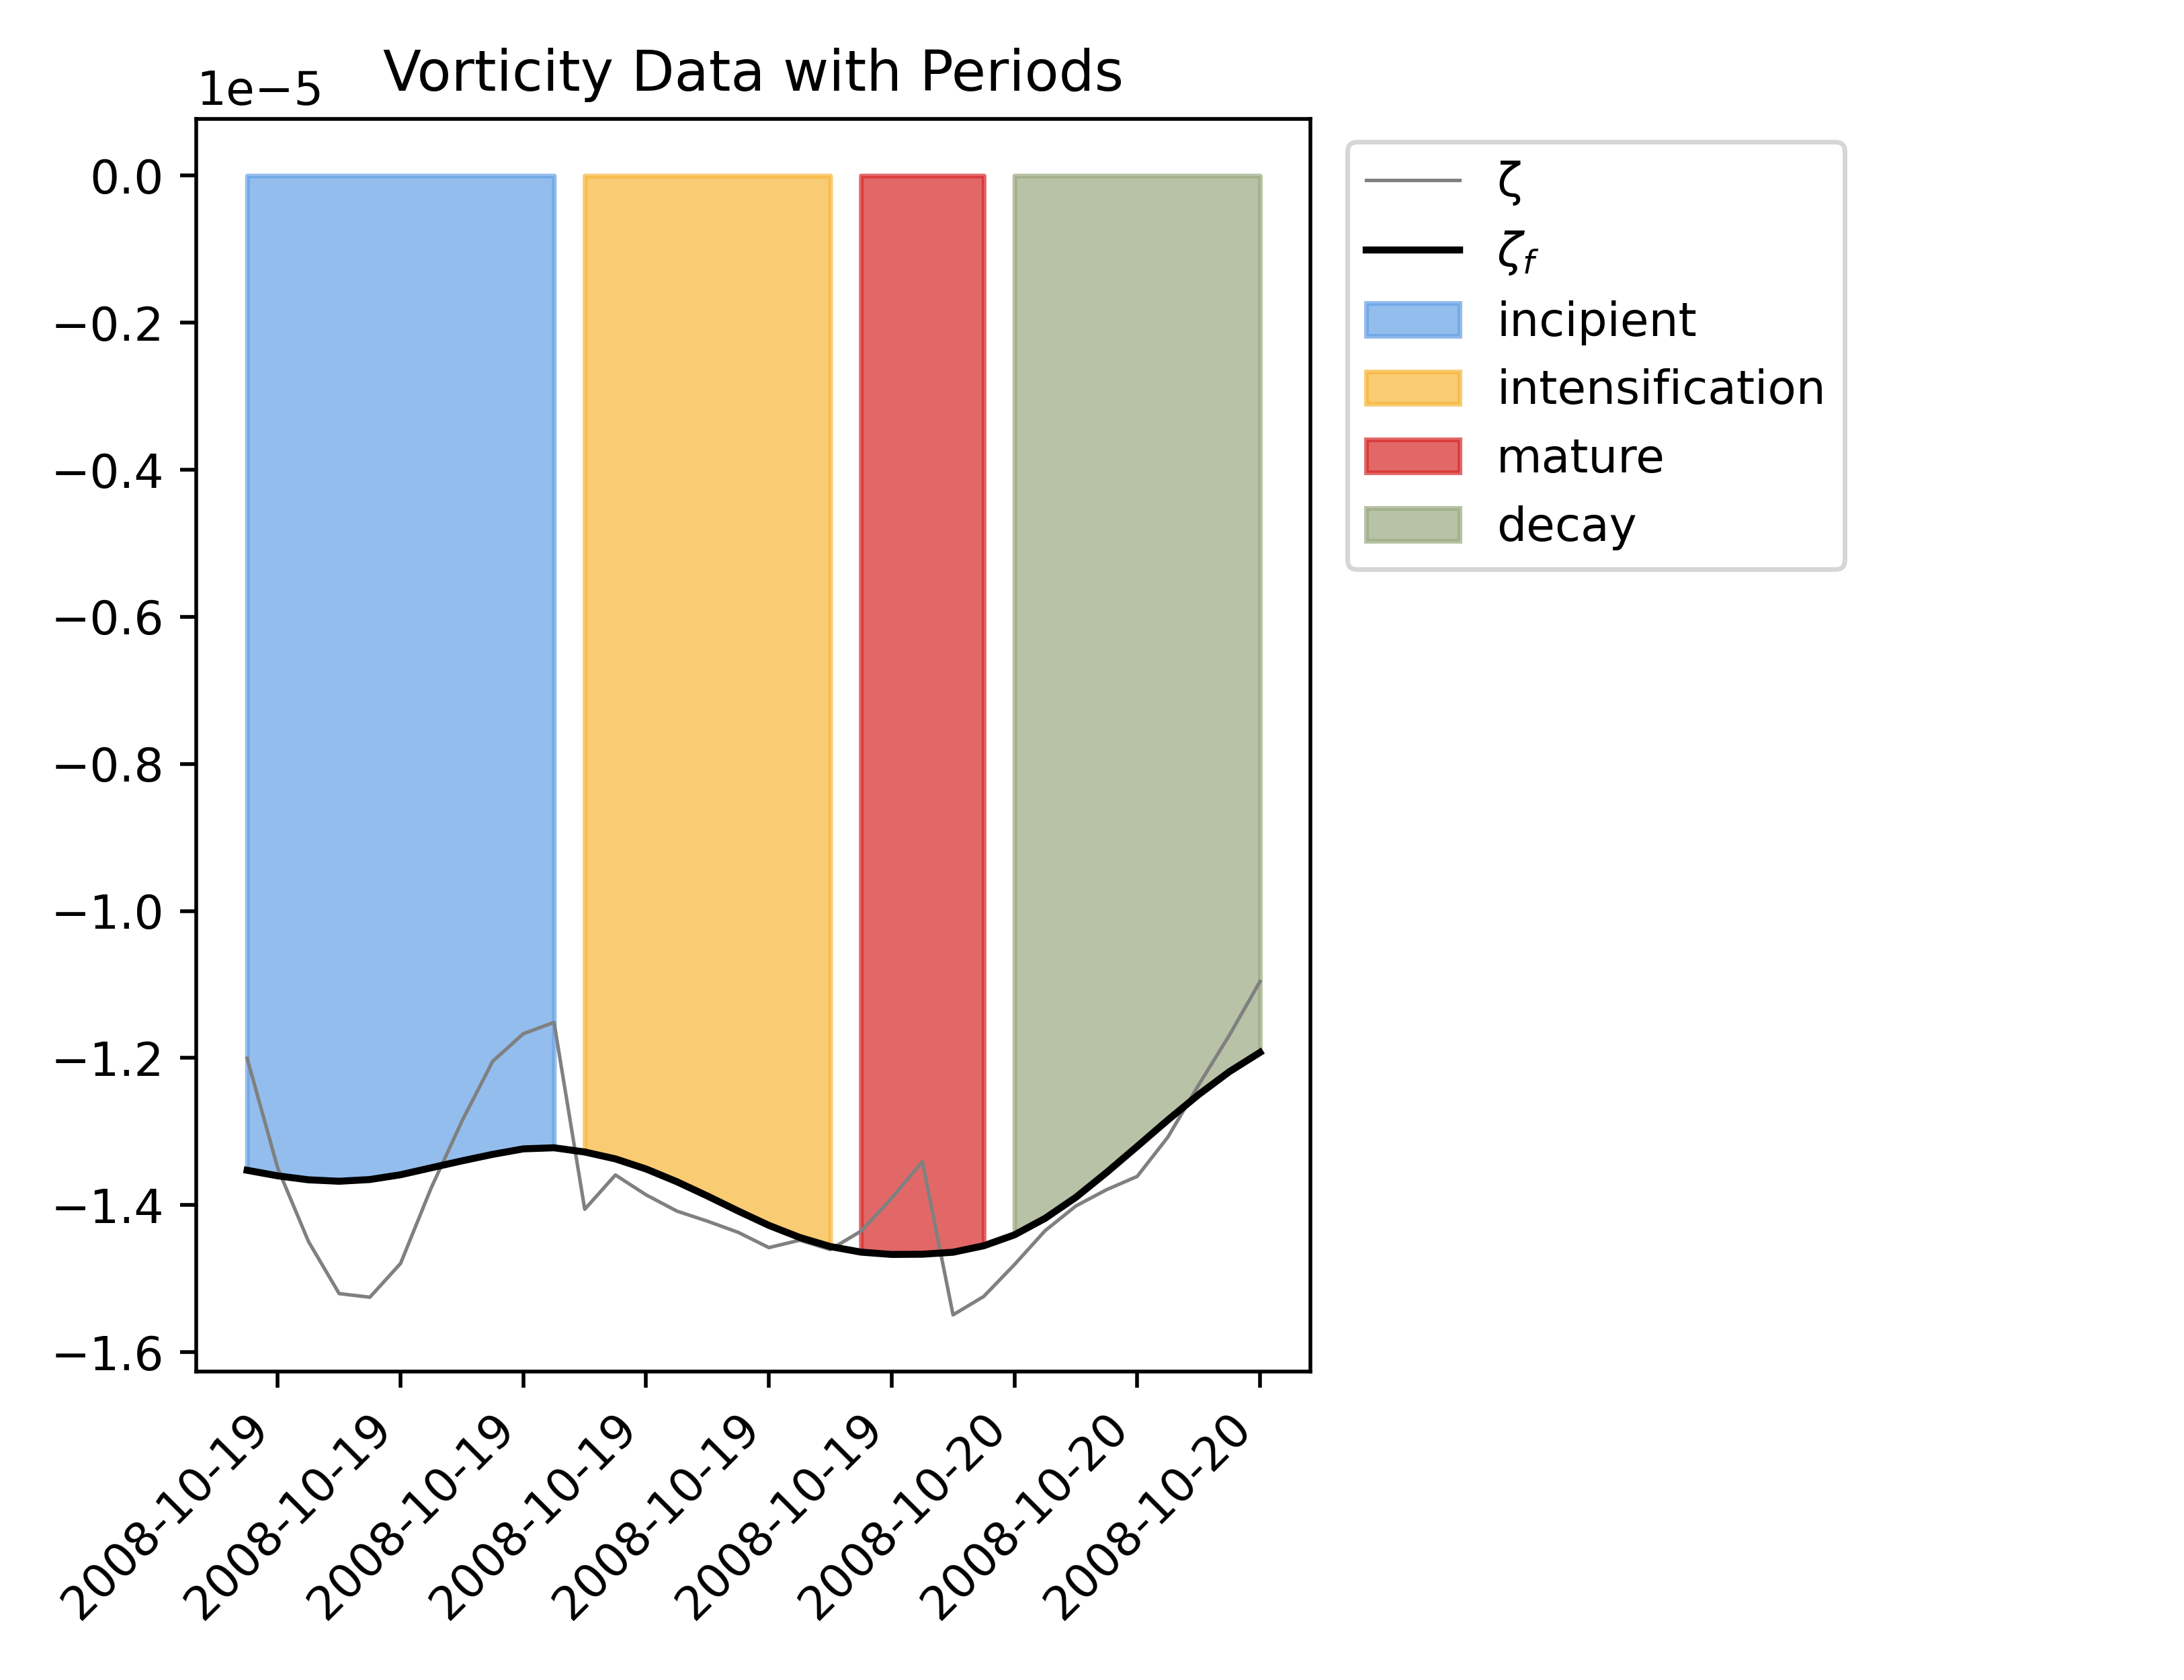 Vorticity Data with Periods
1e−5
0.0
−0.2
−0.4
−0.6
−0.8
−1.0
−1.2
−1.4
−1.6
2008-10-19
2008-10-19
2008-10-19
2008-10-19
2008-10-19
2008-10-19
2008-10-20
2008-10-20
2008-10-20
ζ
ζf
incipient
intensification
mature
decay